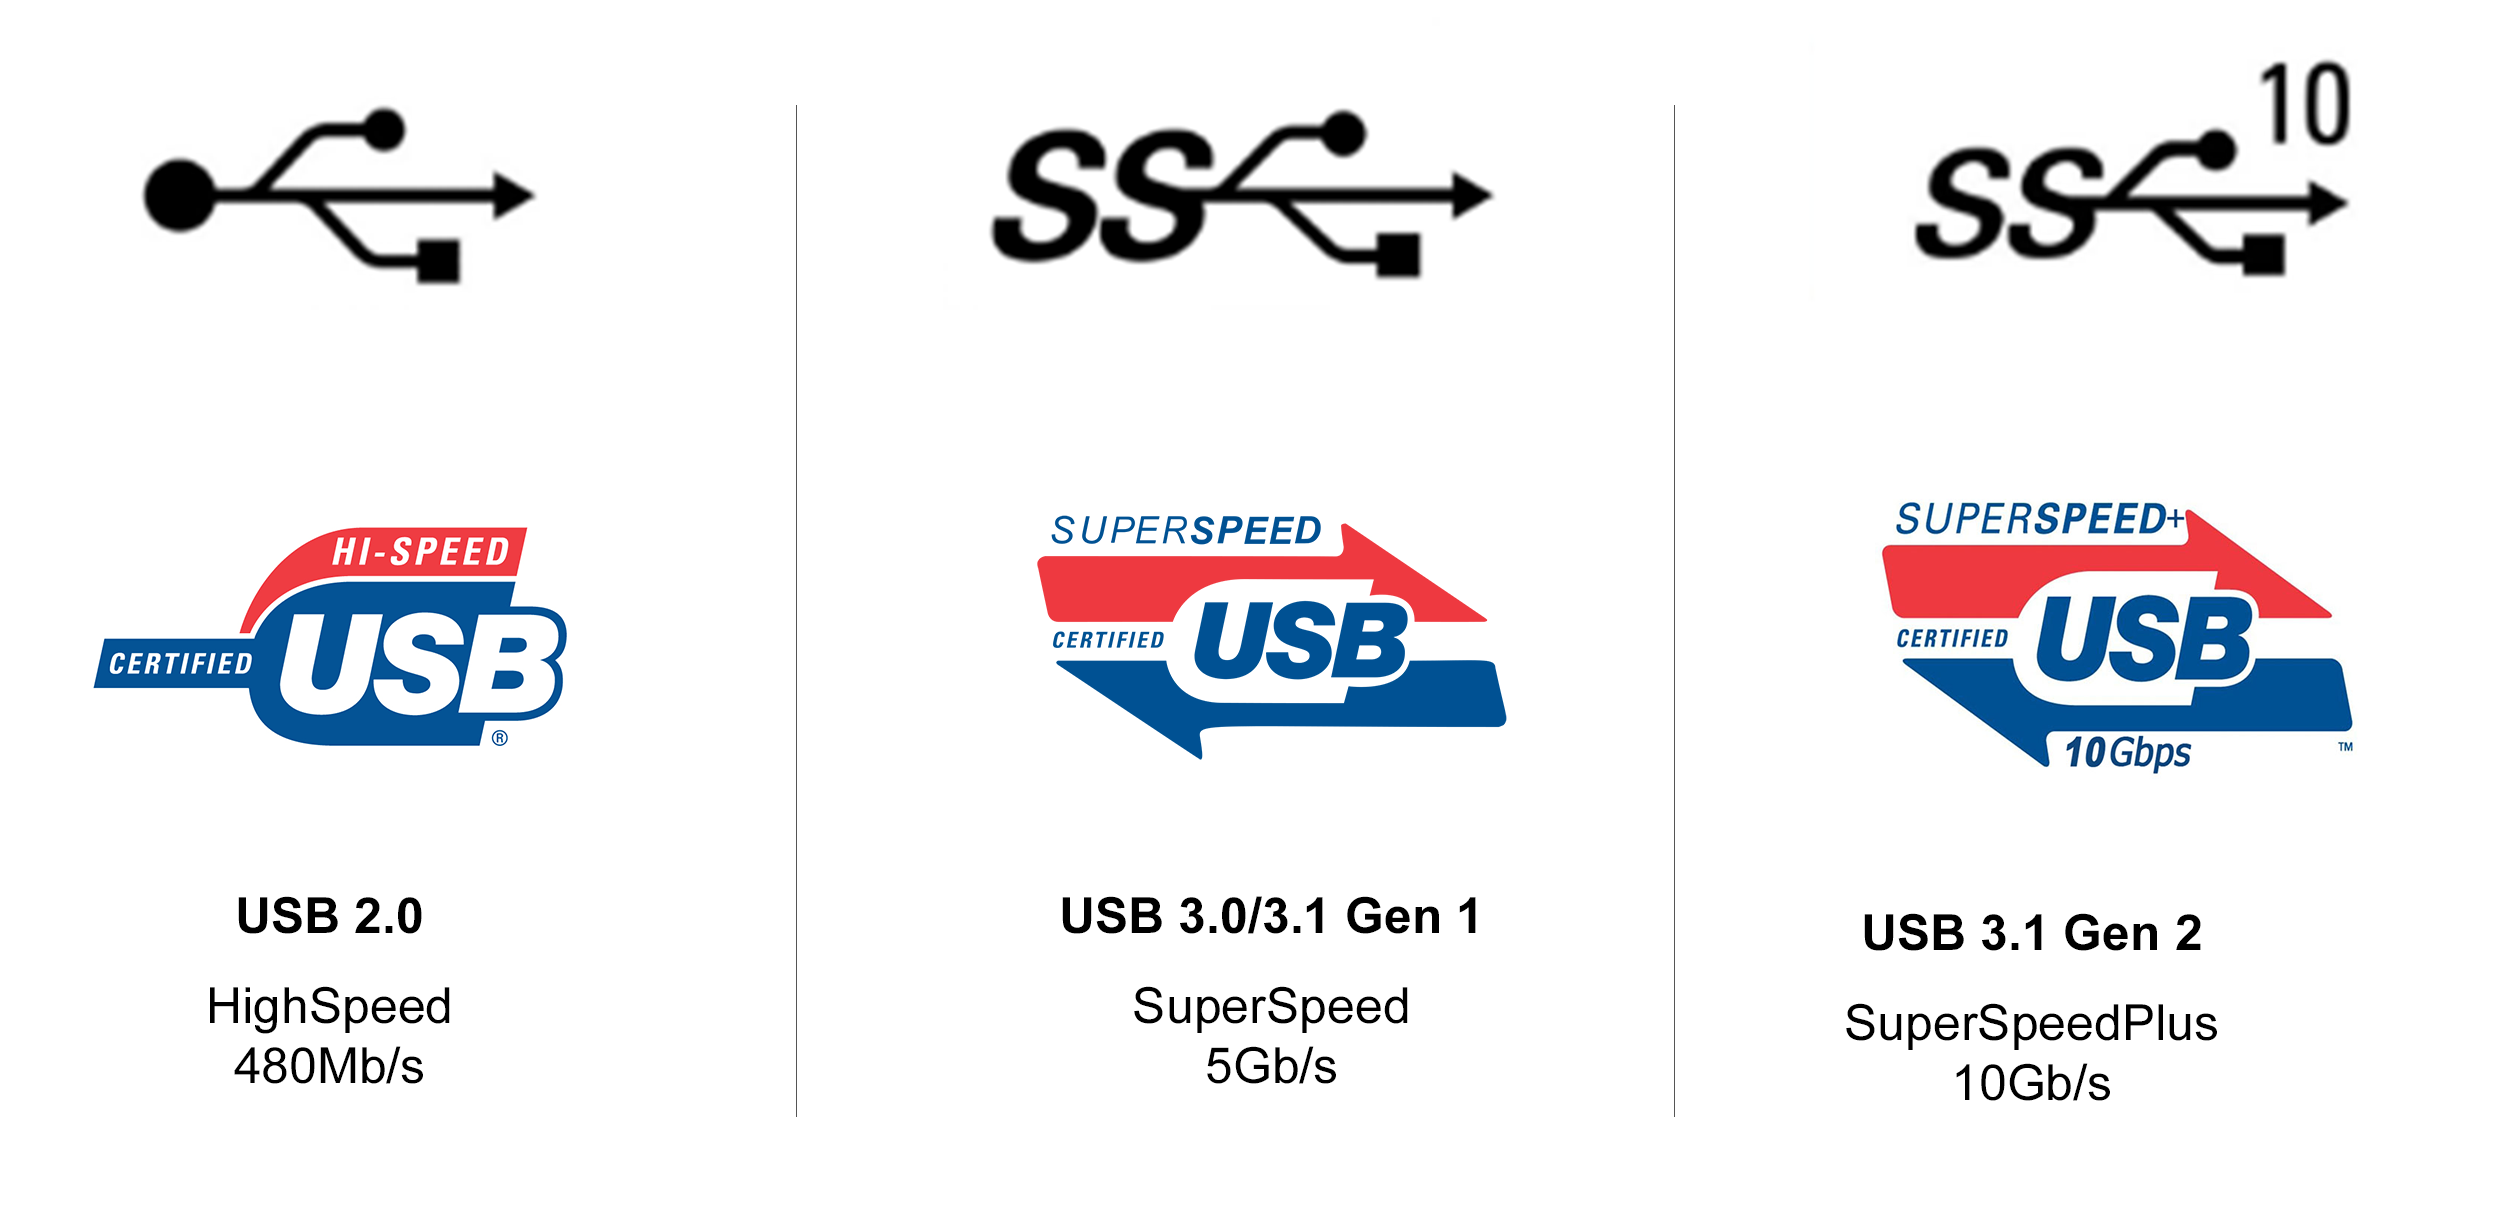 SS
SS 10
HI-SPEED
CERTIFIED
USB
®
SUPERSPEED
CERTIFIED
USB
SUPERSPEED+
CERTIFIED
USB
10Gbps
™
USB 2.0
HighSpeed
480Mb/s
USB 3.0/3.1 Gen 1
SuperSpeed
5Gb/s
USB 3.1 Gen 2
SuperSpeedPlus
10Gb/s